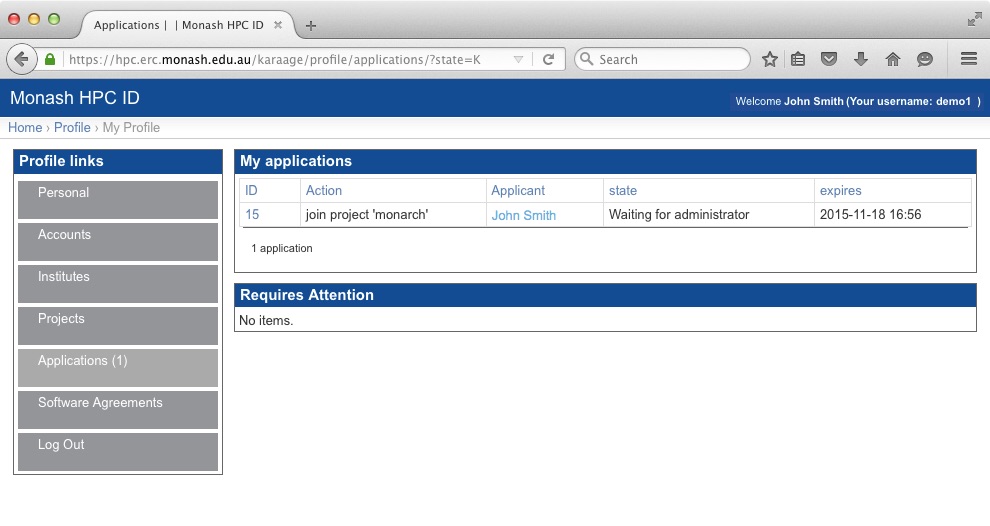 Applications | | Monash HPC ID
https://hpc.erc.monash.edu.au/karaage/profile/applications/?state=K
Search
Monash HPC ID
Welcome John Smith (Your username: demo1 )
Home › Profile › My Profile
Profile links
Personal
Accounts
Institutes
Projects
Applications (1)
Software Agreements
Log Out
My applications
ID Action Applicant state expires
15 join project 'monarch' John Smith Waiting for administrator 2015-11-18 16:56
1 application
Requires Attention
No items.